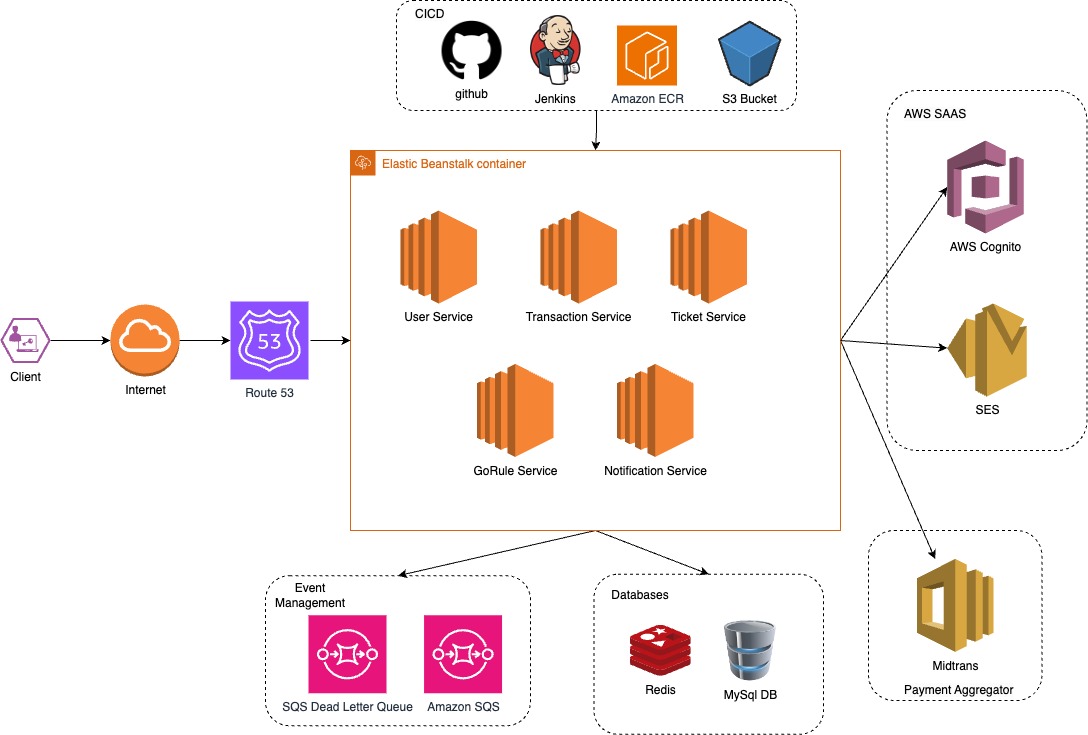 CICD
github
Jenkins
Amazon ECR
S3 Bucket
AWS SAAS
AWS Cognito
SES
Elastic Beanstalk container
User Service
Transaction Service
Ticket Service
GoRule Service
Notification Service
Client
Internet
53
Route 53
Event
Management
SQS Dead Letter Queue
Amazon SQS
Databases
Redis
MySql DB
Midtrans
Payment Aggregator